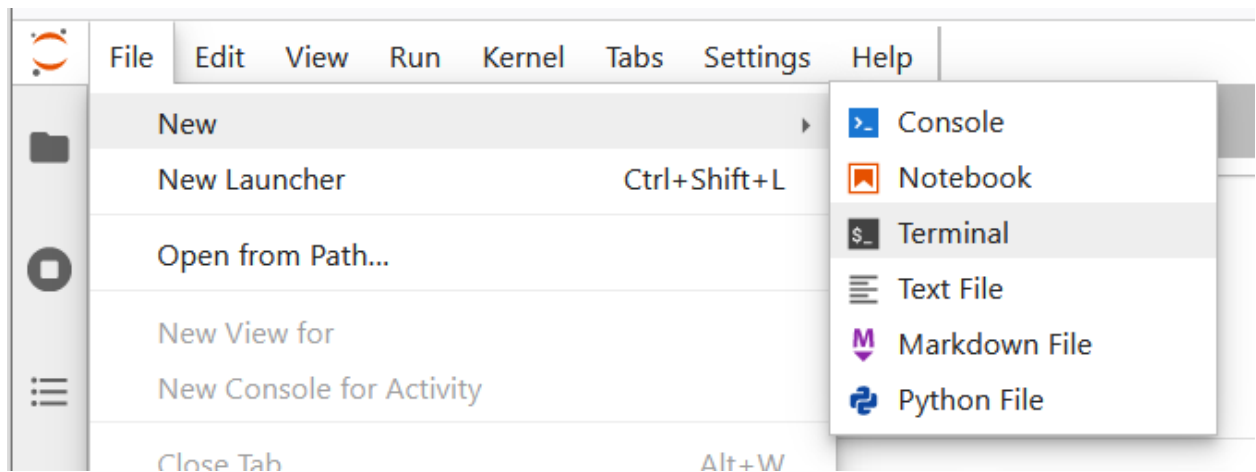 File Edit View Run Kernel Tabs Settings Help
New
New Launcher Ctrl+Shift+L
Open from Path...
New View for
New Console for Activity
Close Tab Alt+W
Console
Notebook
$_ Terminal
Text File
M Markdown File
Python File